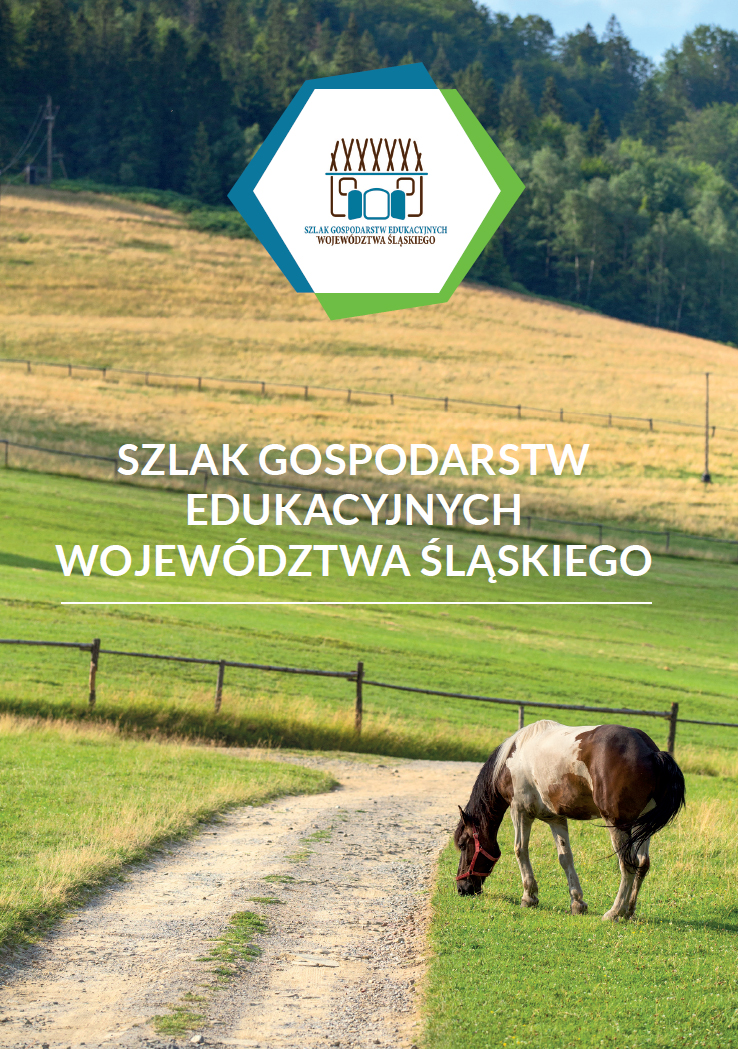 SZLAK GOSPODARSTW EDUKACYJNYCH
WOJEWÓDZTWA ŚLĄSKIEGO
SZLAK GOSPODARSTW
EDUKACYJNYCH
WOJEWÓDZTWA ŚLĄSKIEGO